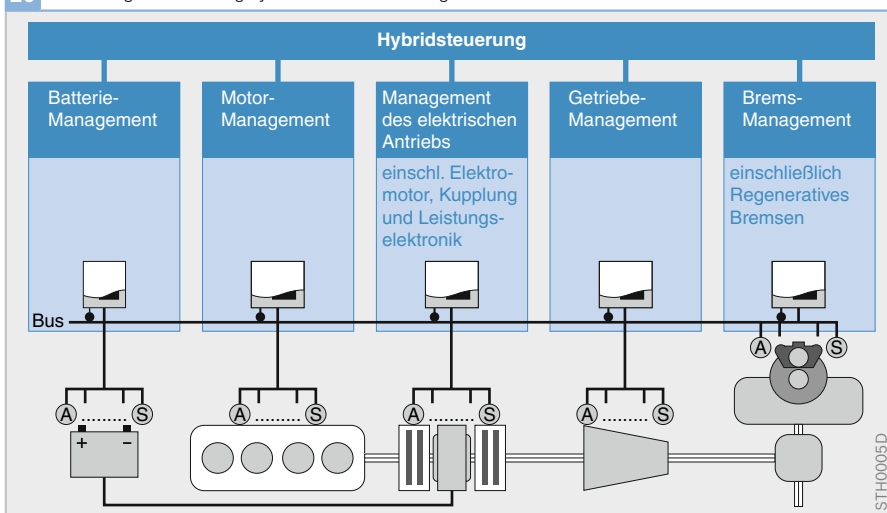 Hybridsteuerung
Batterie-
Management
Motor-
Management
Management
des elektrischen
Antriebs
einschl. Elektro-
motor, Kupplung
und Leistungs-
elektronik
Getriebe-
Management
Brems-
Management
einschließlich
Regeneratives
Bremsen
Bus
A S
A ......... S
A ......... S
A ......... S
A ......... S
+ −
STH0005D